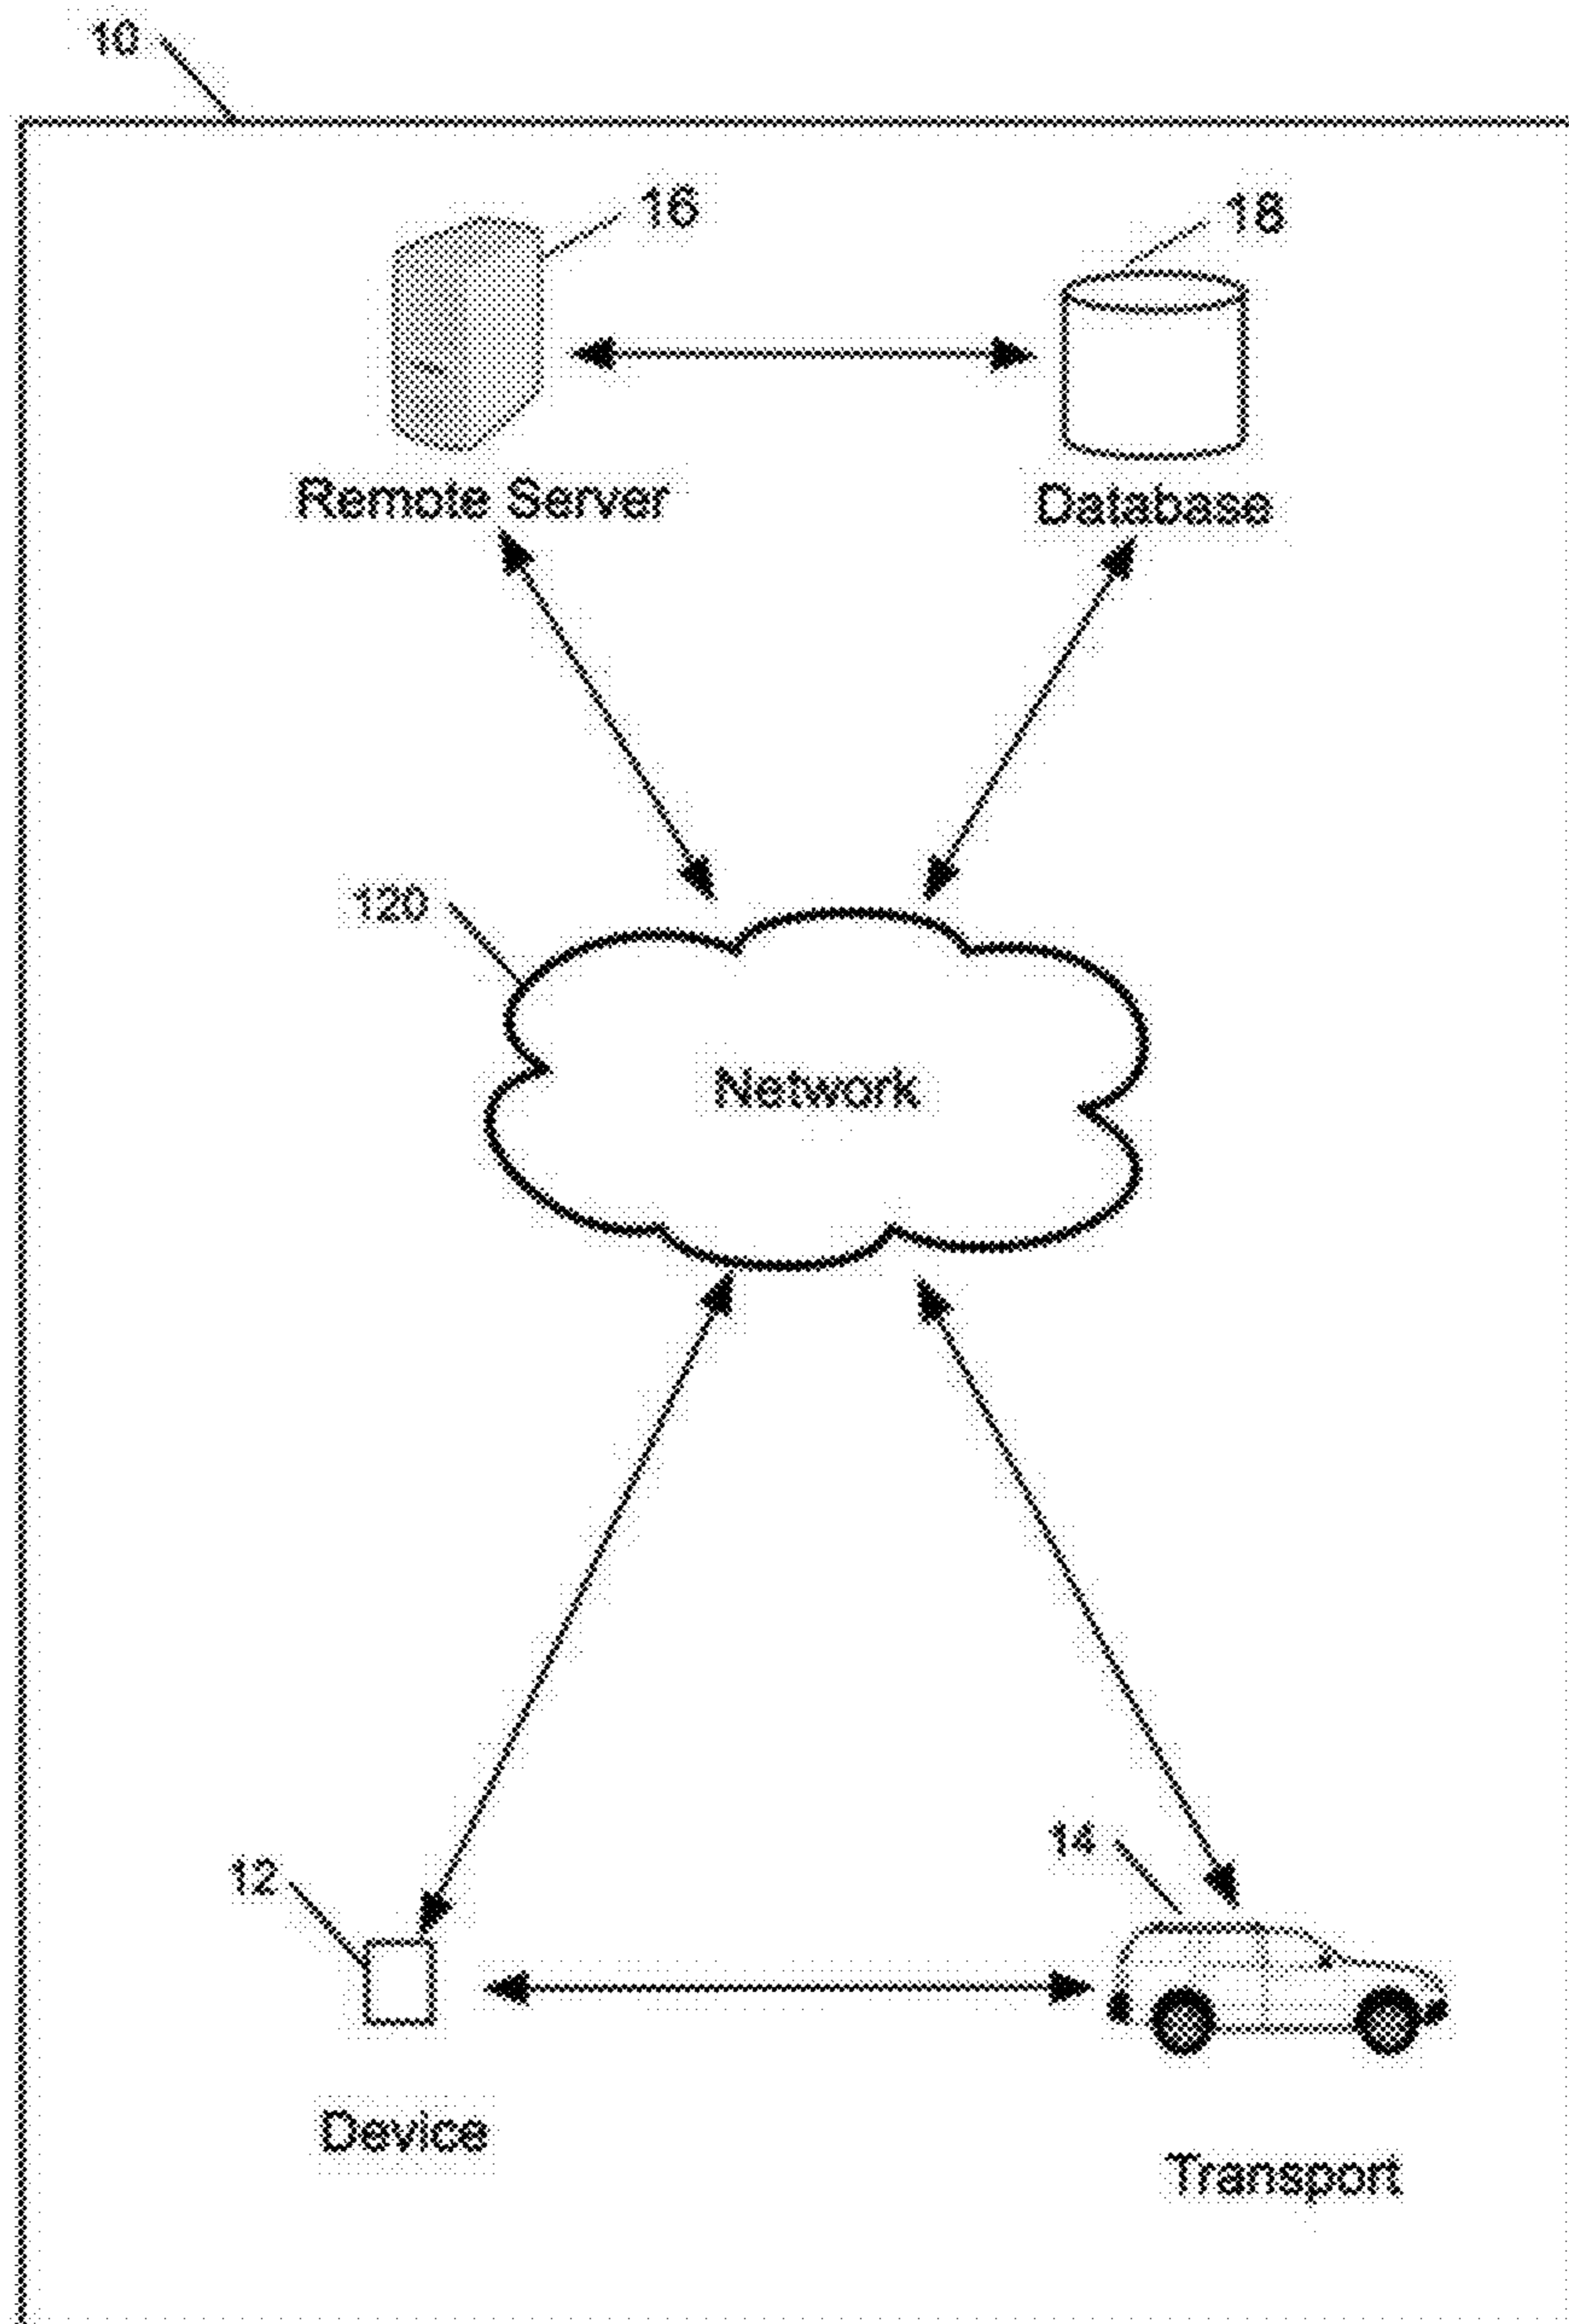 10
16
18
Remote Server
Database
120
Network
14
12
Device
Transport